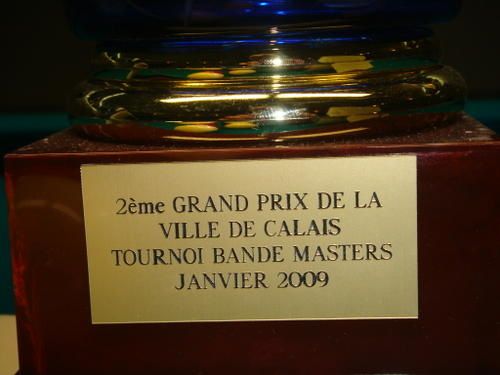 2ème GRAND PRIX DE LA
VILLE DE CALAIS
TOURNOI BANDE MASTERS
JANVIER 2009